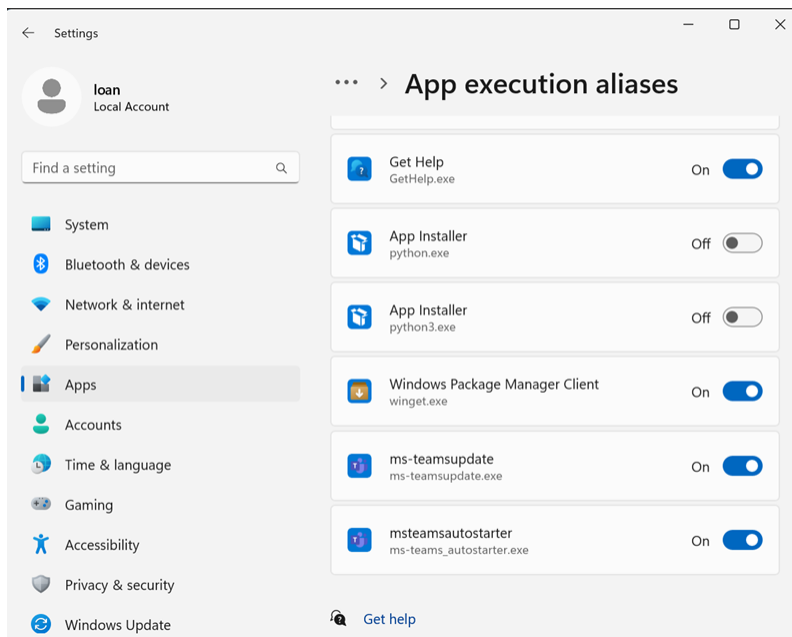 Settings
loan
Local Account
Find a setting
System
Bluetooth & devices
Network & internet
Personalization
Apps
Accounts
Time & language
Gaming
Accessibility
Privacy & security
Windows Update
... > App execution aliases
Get Help
GetHelp.exe
On
App Installer
python.exe
Off
App Installer
python3.exe
Off
Windows Package Manager Client
winget.exe
On
ms-teamsupdate
ms-teamsupdate.exe
On
msteamsautostarter
ms-teams_autostarter.exe
On
Get help